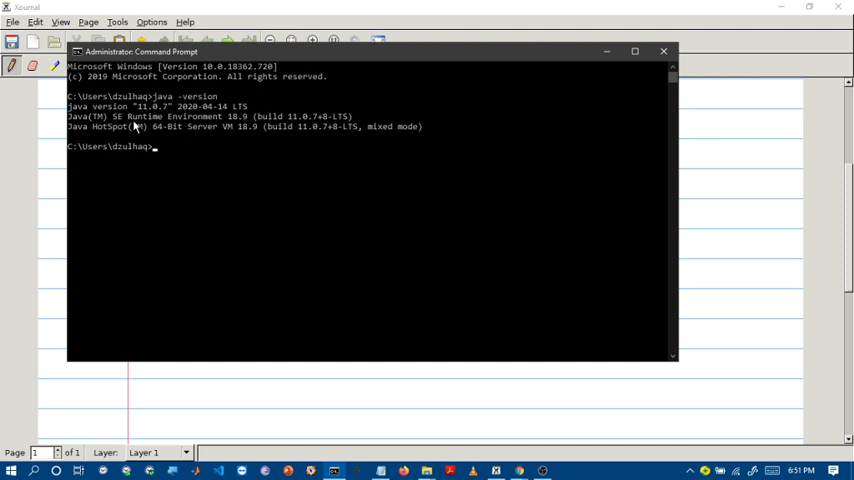 Xournal
File Edit View Page Tools Options Help
Administrator: Command Prompt
Microsoft Windows [Version 10.0.18362.720]
(c) 2019 Microsoft Corporation. All rights reserved.
C:\Users\dzulhaq>java -version
java version "11.0.7" 2020-04-14 LTS
Java(TM) SE Runtime Environment 18.9 (build 11.0.7+8-LTS)
Java HotSpot(TM) 64-Bit Server VM 18.9 (build 11.0.7+8-LTS, mixed mode)
C:\Users\dzulhaq>
Page 1 of 1 Layer: Layer 1
6:51 PM